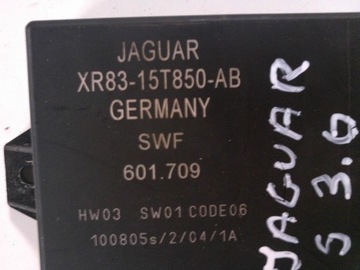 JAGUAR
XR83-15T850-AB
GERMANY
SWF
601.709
HW03 SW01 CODE06
100805s/2/04/1A
JAGUAR
S 3.0